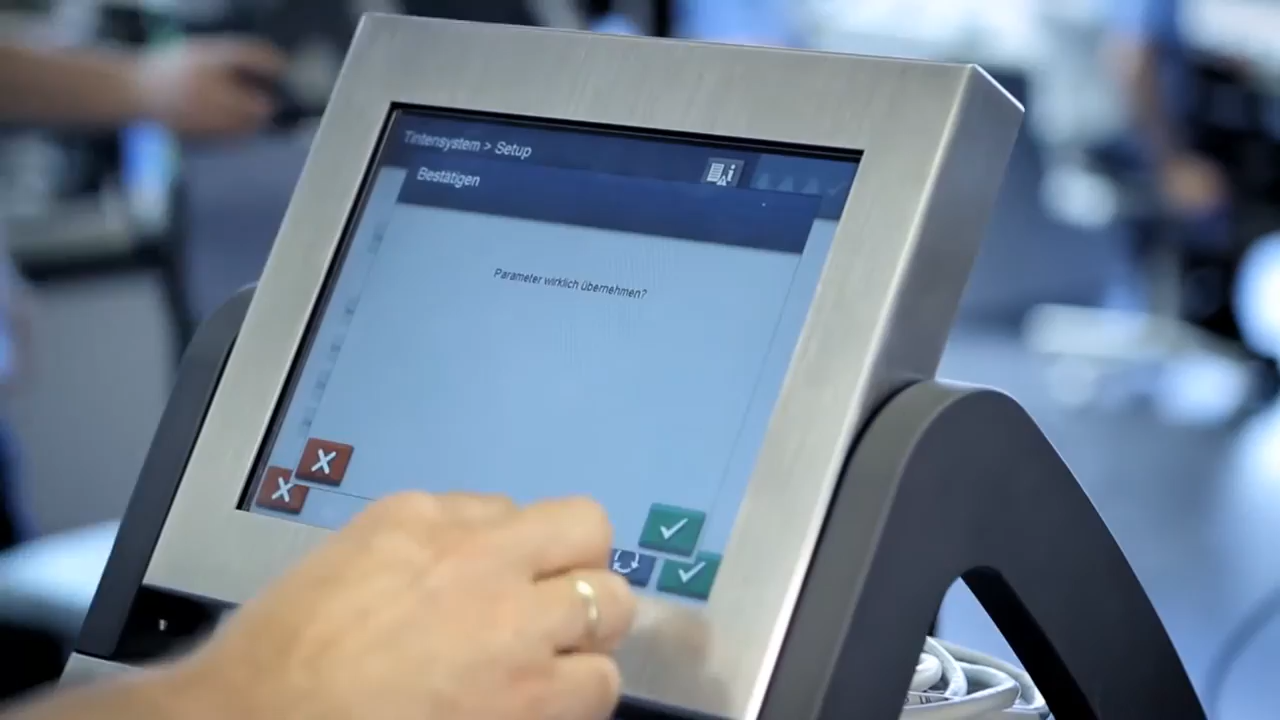 Tintensystem > Setup
Bestätigen
Parameter wirklich übernehmen?